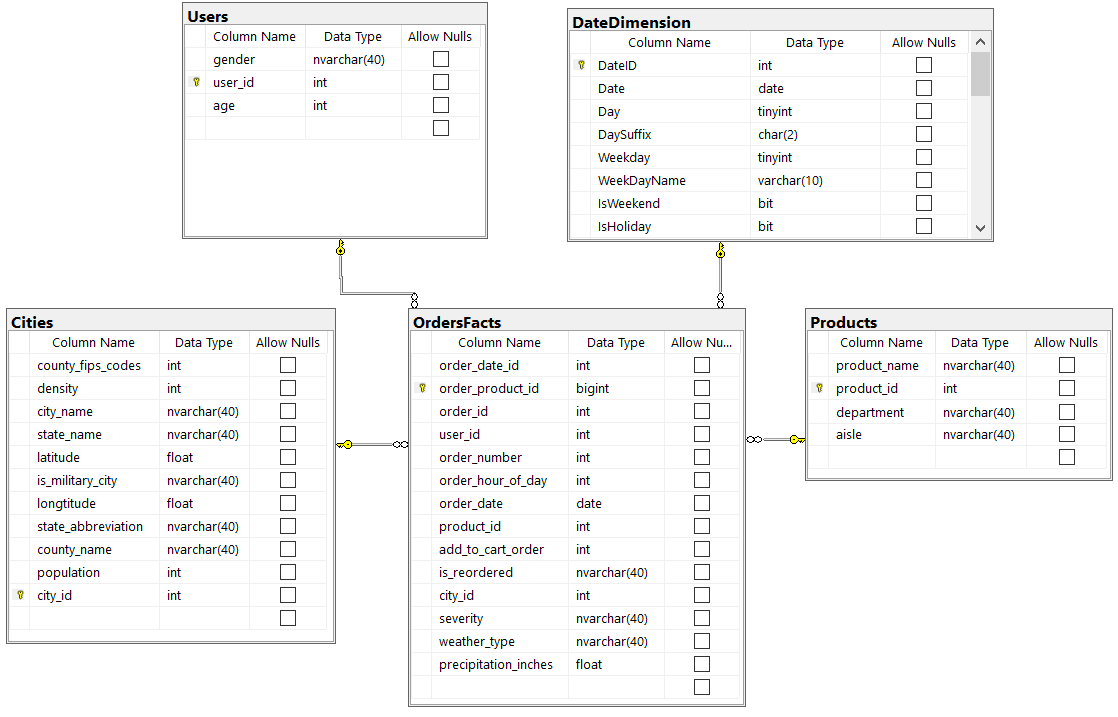 Users
Column Name Data Type Allow Nulls
gender nvarchar(40)
user_id int
age int
DateDimension
Column Name Data Type Allow Nulls
DateID int
Date date
Day tinyint
DaySuffix char(2)
Weekday tinyint
WeekDayName varchar(10)
IsWeekend bit
IsHoliday bit
Cities
Column Name Data Type Allow Nulls
county_fips_codes int
density int
city_name nvarchar(40)
state_name nvarchar(40)
latitude float
is_military_city nvarchar(40)
longtitude float
state_abbreviation nvarchar(40)
county_name nvarchar(40)
population int
city_id int
OrdersFacts
Column Name Data Type Allow Nu...
order_date_id int
order_product_id bigint
order_id int
user_id int
order_number int
order_hour_of_day int
order_date date
product_id int
add_to_cart_order int
is_reordered nvarchar(40)
city_id int
severity nvarchar(40)
weather_type nvarchar(40)
precipitation_inches float
Products
Column Name Data Type Allow Nulls
product_name nvarchar(40)
product_id int
department nvarchar(40)
aisle nvarchar(40)